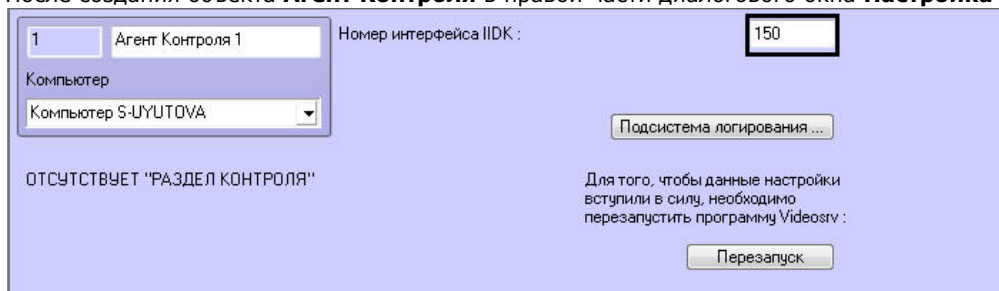 После создания объекта Агент Контроля в правой части диалогового окна Настройка
1 Агент Контроля 1
Номер интерфейса IIDK :
150
Компьютер
Компьютер S-UYUTOVA
Подсистема логирования ...
ОТСУТСТВУЕТ "РАЗДЕЛ КОНТРОЛЯ"
Для того, чтобы данные настройки
вступили в силу, необходимо
перезапустить программу Videosrv :
Перезапуск